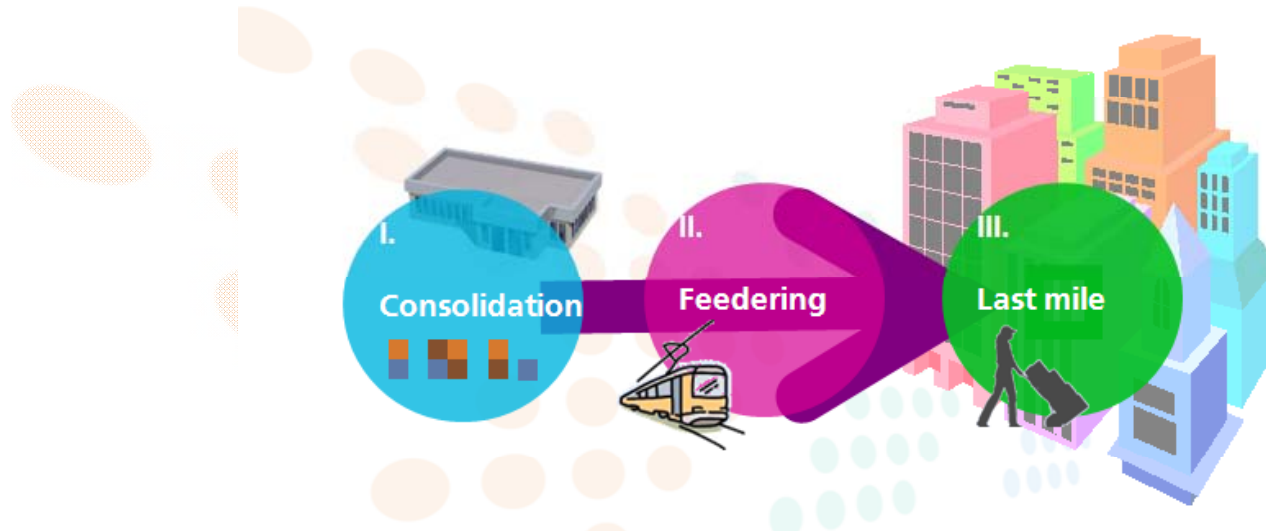 I.
Consolidation
II.
Feedering
III.
Last mile